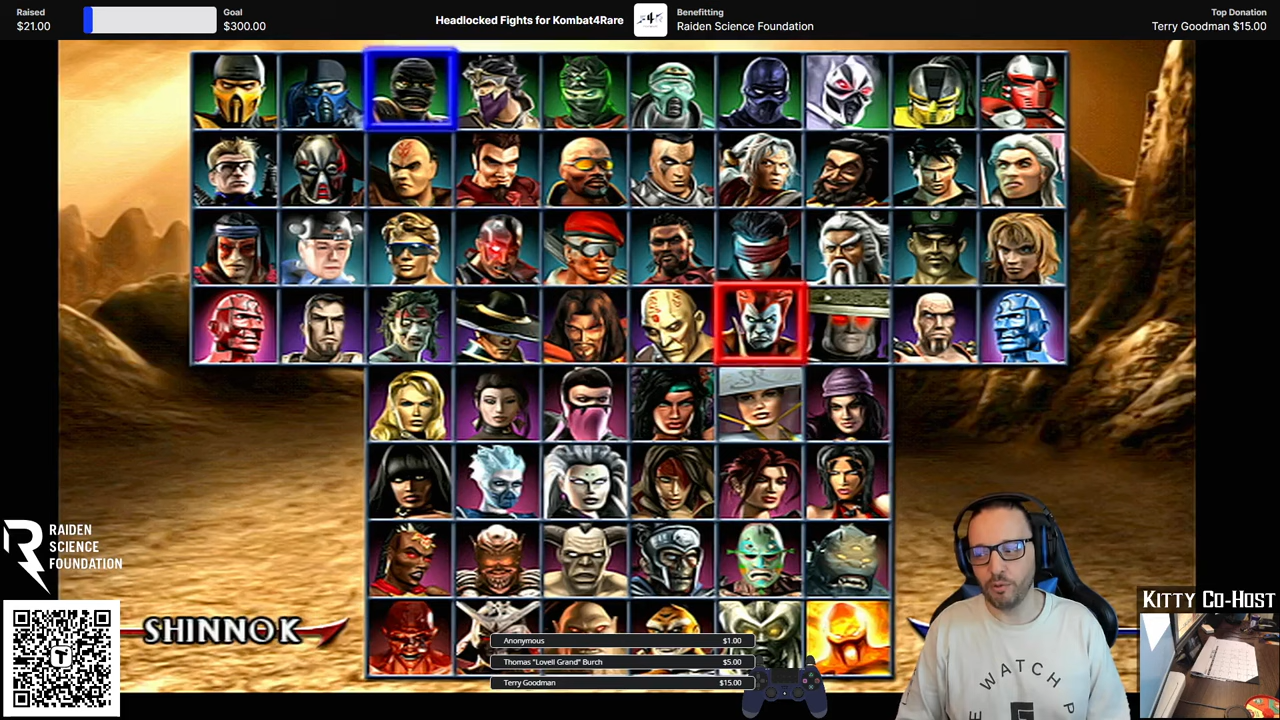 Raised
$21.00
Goal
$300.00
Headlocked Fights for Kombat4Rare
Benefitting
Raiden Science Foundation
Top Donation
Terry Goodman $15.00
RAIDEN
SCIENCE
FOUNDATION
SHINNOK
Anonymous $1.00
Thomas "Lovell Grand" Burch $5.00
Terry Goodman $15.00
KITTY CO-HOST
WATCH